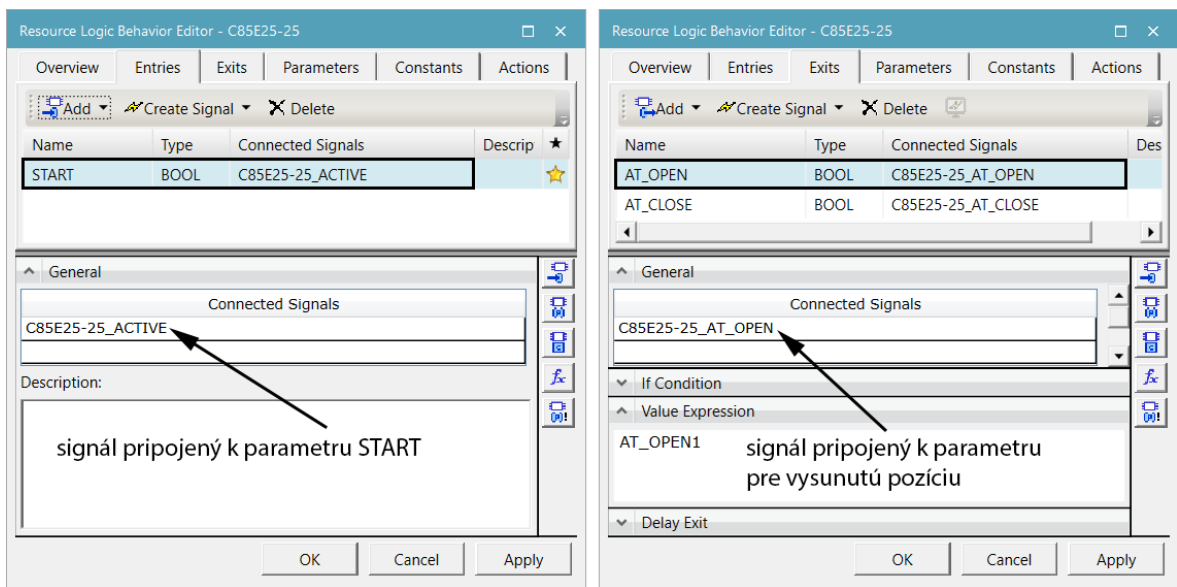 Resource Logic Behavior Editor - C85E25-25
Overview Entries Exits Parameters Constants Actions
Add Create Signal Delete
Name Type Connected Signals Descrip
START BOOL C85E25-25_ACTIVE
General
Connected Signals
C85E25-25_ACTIVE
Description:
signál pripojený k parametru START
OK Cancel Apply
Resource Logic Behavior Editor - C85E25-25
Overview Entries Exits Parameters Constants Actions
Add Create Signal Delete
Name Type Connected Signals Des
AT_OPEN BOOL C85E25-25_AT_OPEN
AT_CLOSE BOOL C85E25-25_AT_CLOSE
General
Connected Signals
C85E25-25_AT_OPEN
If Condition
Value Expression
AT_OPEN1
signál pripojený k parametru
pre vysunutú pozíciu
Delay Exit
OK Cancel Apply